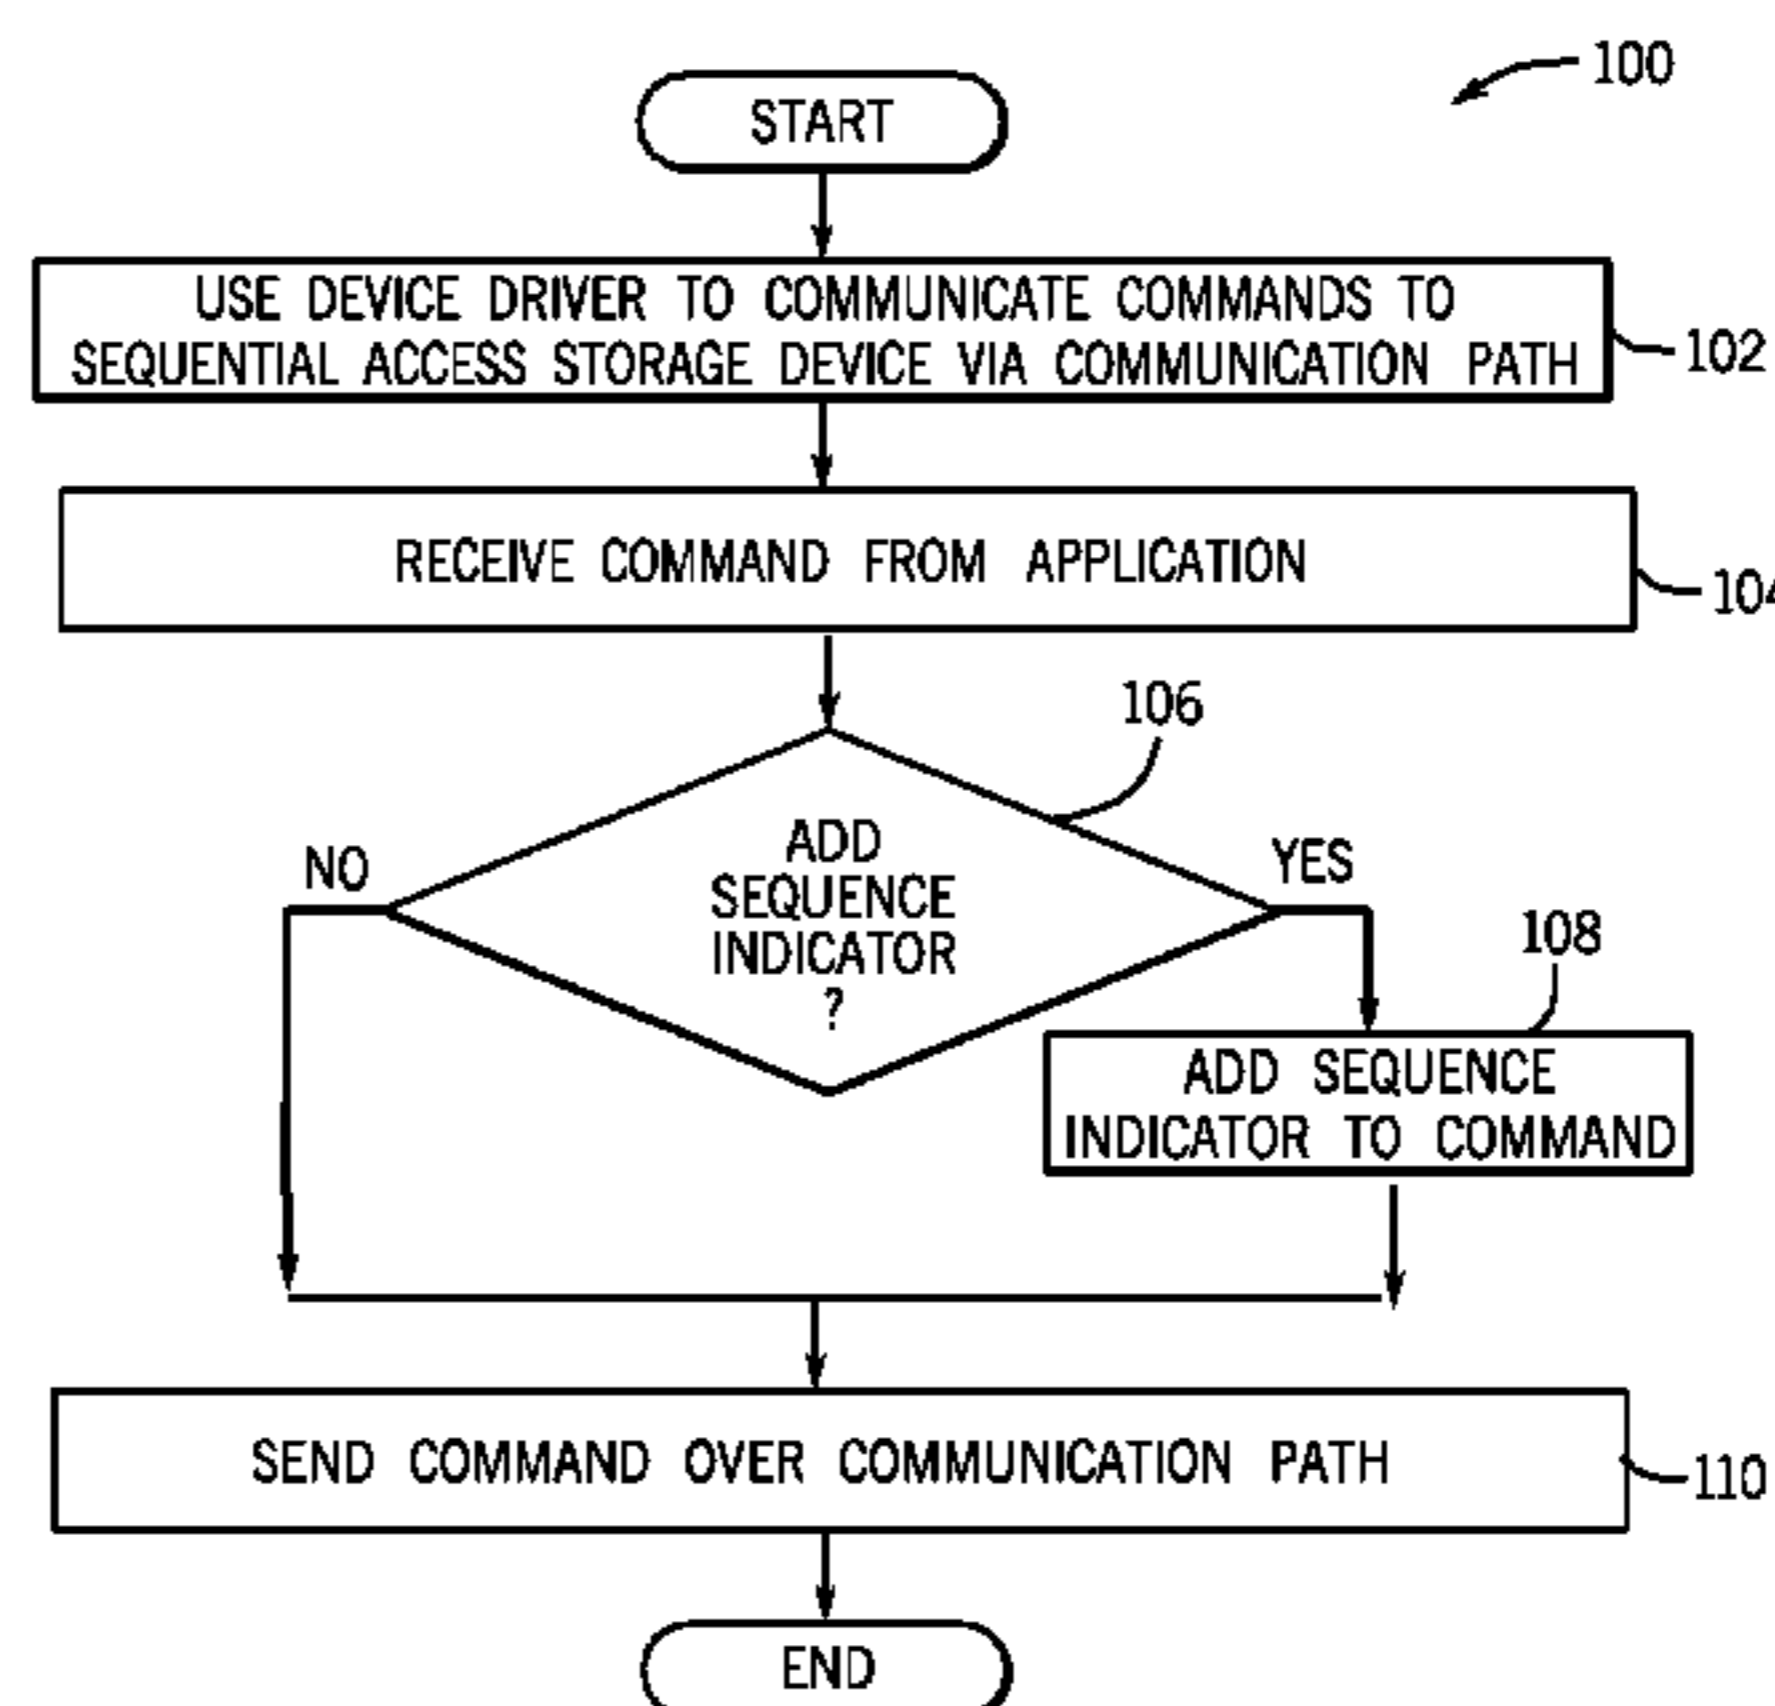 100
START
USE DEVICE DRIVER TO COMMUNICATE COMMANDS TO
SEQUENTIAL ACCESS STORAGE DEVICE VIA COMMUNICATION PATH
102
RECEIVE COMMAND FROM APPLICATION
104
106
ADD
SEQUENCE
INDICATOR
?
NO
YES
108
ADD SEQUENCE
INDICATOR TO COMMAND
SEND COMMAND OVER COMMUNICATION PATH
110
END